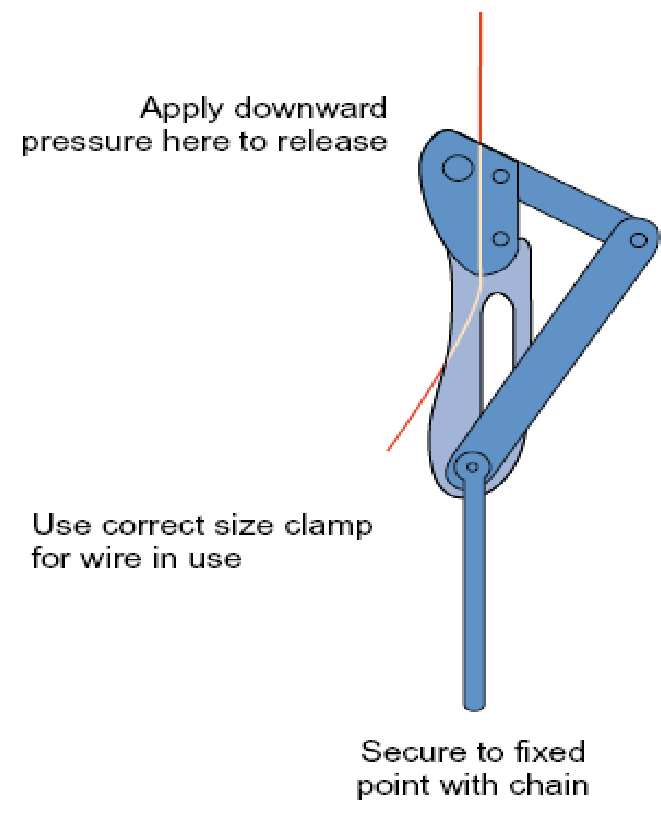 Apply downward
pressure here to release
Use correct size clamp
for wire in use
Secure to fixed
point with chain